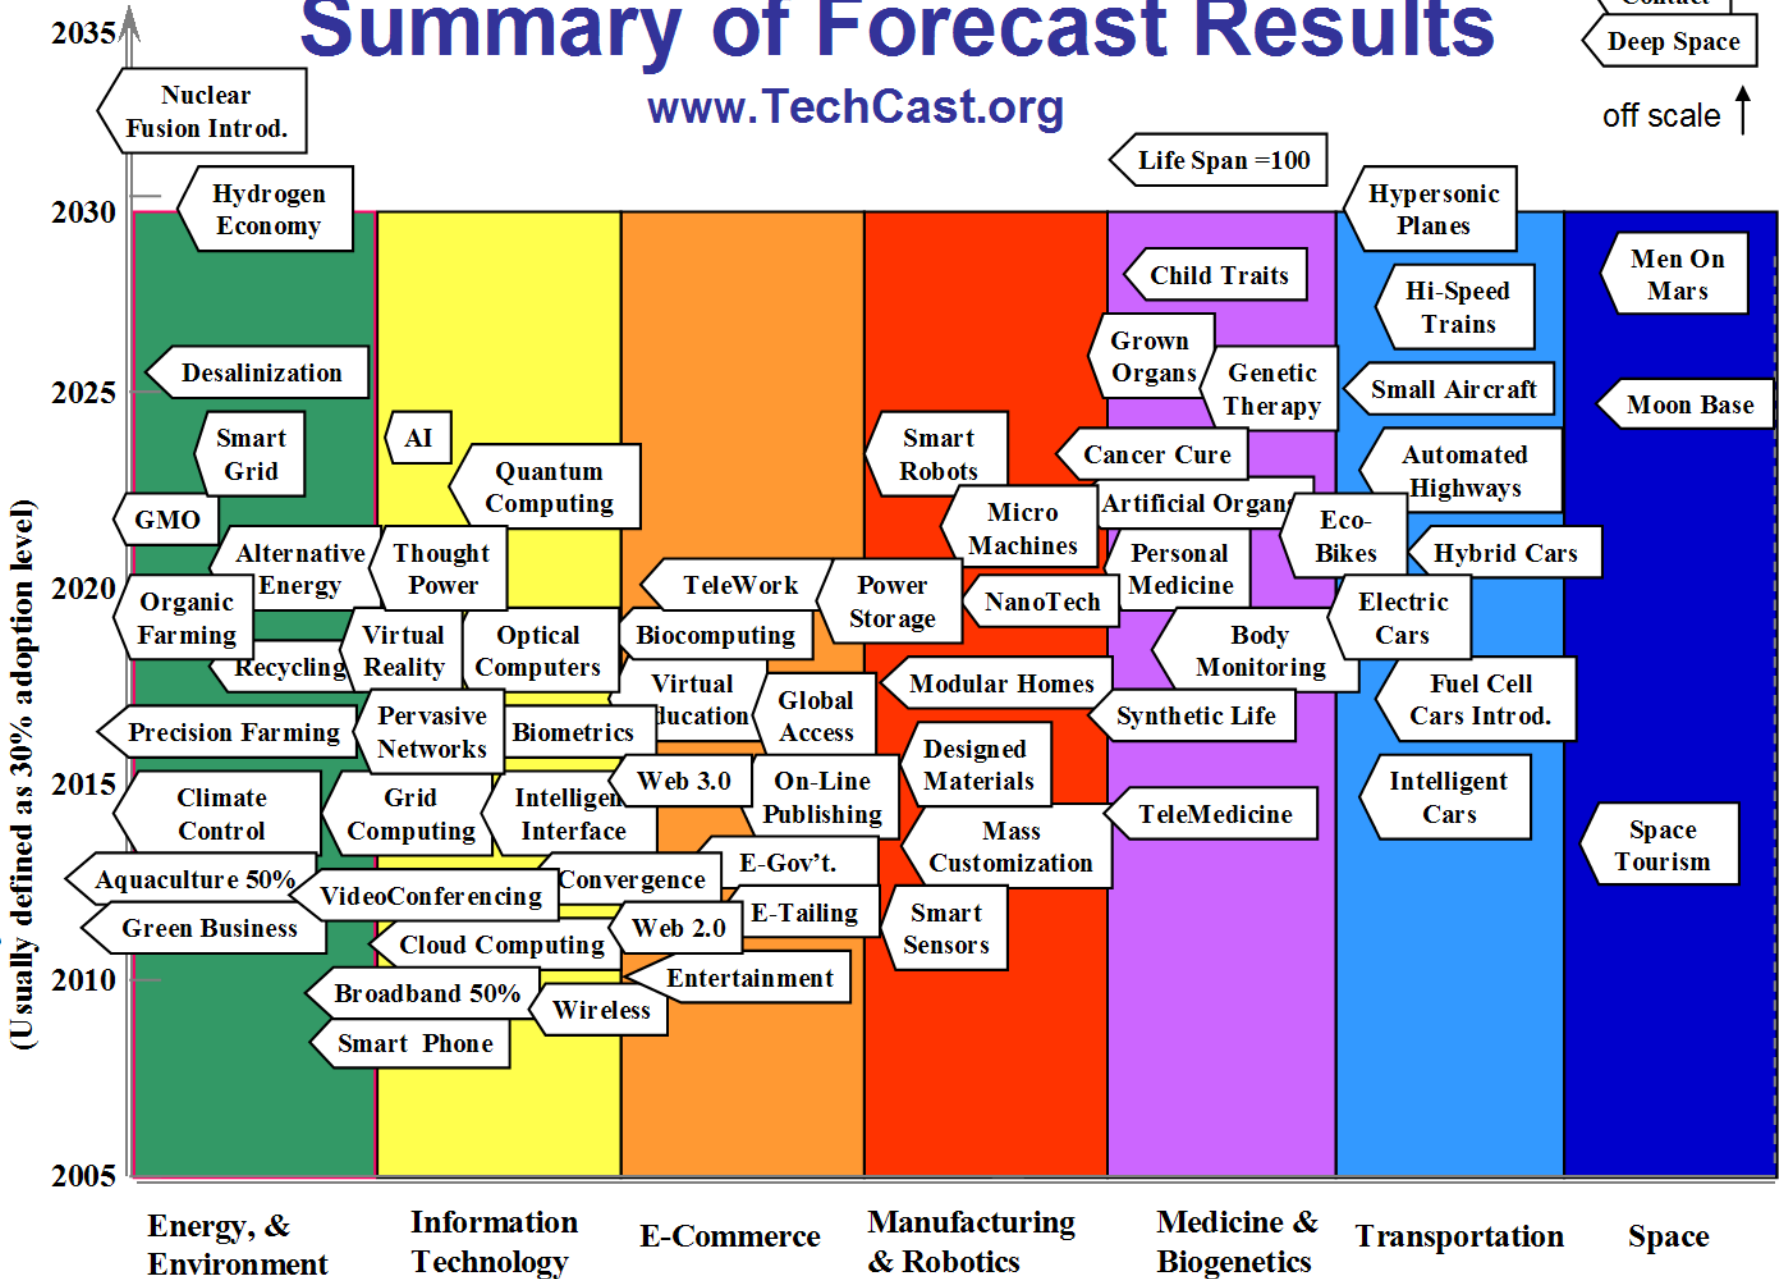 Summary of Forecast Results
www.TechCast.org
Contact
Deep Space
off scale
2035
2030
2025
2020
2015
2010
2005
(Usually defined as 30% adoption level)
Nuclear
Fusion Introd.
Hydrogen
Economy
Desalinization
Smart
Grid
GMO
Alternative
Energy
Organic
Farming
Recycling
Precision Farming
Climate
Control
Aquaculture 50%
Green Business
AI
Quantum
Computing
Thought
Power
Virtual
Reality
Optical
Computers
Pervasive
Networks
Biometrics
Grid
Computing
Intelligen
Interface
Convergence
VideoConferencing
Cloud Computing
Broadband 50%
Wireless
Smart Phone
TeleWork
Biocomputing
Virtual
ducation
Global
Access
Web 3.0
On-Line
Publishing
E-Gov't.
E-Tailing
Web 2.0
Entertainment
Smart
Robots
Micro
Machines
Power
Storage
NanoTech
Modular Homes
Designed
Materials
Mass
Customization
Smart
Sensors
Life Span =100
Child Traits
Grown
Organs
Genetic
Therapy
Cancer Cure
Artificial Organs
Personal
Medicine
Body
Monitoring
Synthetic Life
TeleMedicine
Hypersonic
Planes
Hi-Speed
Trains
Small Aircraft
Automated
Highways
Eco-
Bikes
Hybrid Cars
Electric
Cars
Fuel Cell
Cars Introd.
Intelligent
Cars
Men On
Mars
Moon Base
Space
Tourism
Energy, &
Environment
Information
Technology
E-Commerce
Manufacturing
& Robotics
Medicine &
Biogenetics
Transportation
Space